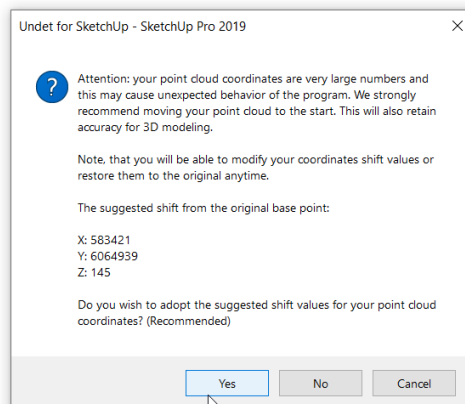 Undet for SketchUp - SketchUp Pro 2019
Attention: your point cloud coordinates are very large numbers and
this may cause unexpected behavior of the program. We strongly
recommend moving your point cloud to the start. This will also retain
accuracy for 3D modeling.
Note, that you will be able to modify your coordinates shift values or
restore them to the original anytime.
The suggested shift from the original base point:
X: 583421
Y: 6064939
Z: 145
Do you wish to adopt the suggested shift values for your point cloud
coordinates? (Recommended)
Yes No Cancel